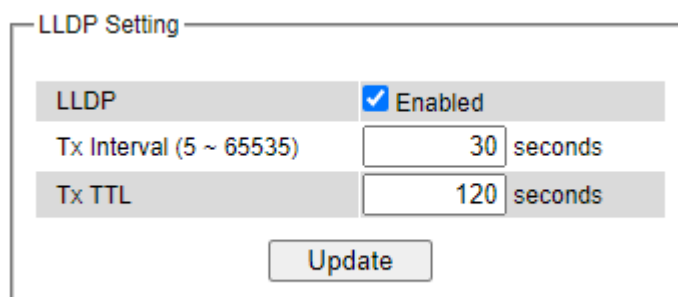 LLDP Setting
LLDP Enabled
Tx Interval (5 ~ 65535) 30 seconds
Tx TTL 120 seconds
Update